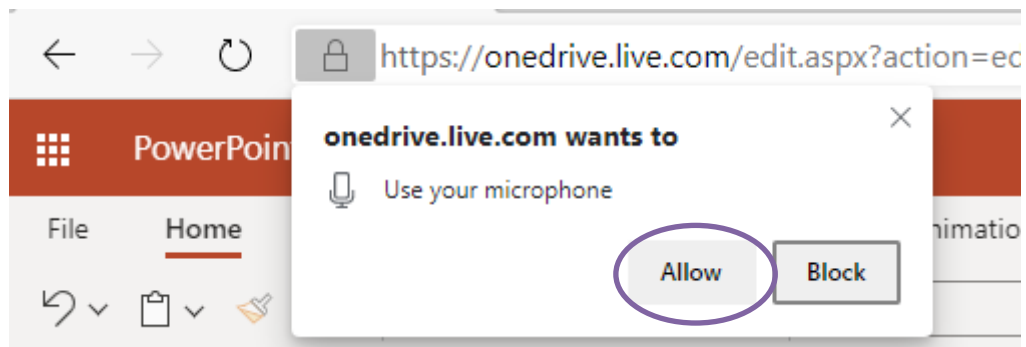 https://onedrive.live.com/edit.aspx?action=ed
PowerPoin
onedrive.live.com wants to
Use your microphone
File Home nimatio
Allow Block